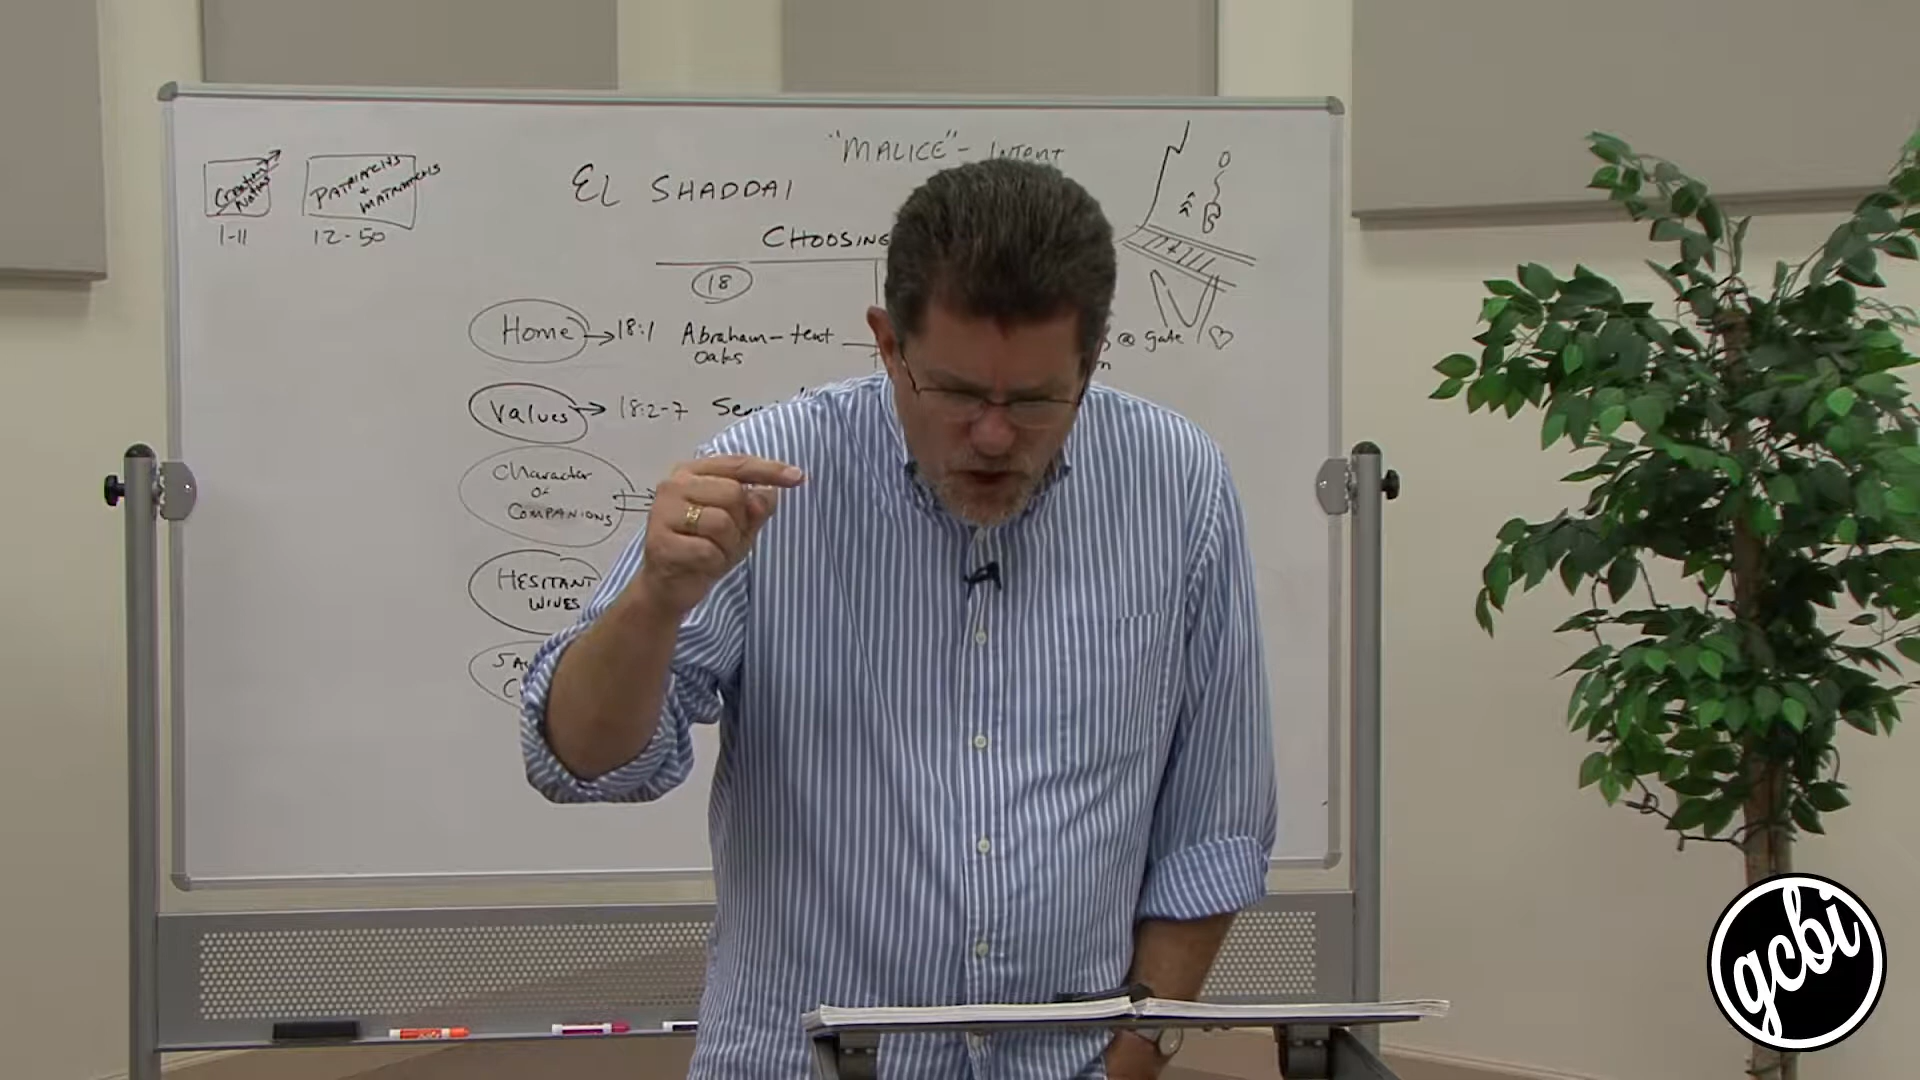 "MALICE" - Intent
EL SHADDAI
Creation
Nations
PATRIARCHS
+
MATRIARCHS
1-11
12-50
CHOOSING
18
Home → 18:1 Abraham - tent
oaks
@ gate
Values → 18:2-7
Character
of
COMPANIONS
HESITANT
WIVES
gcbi